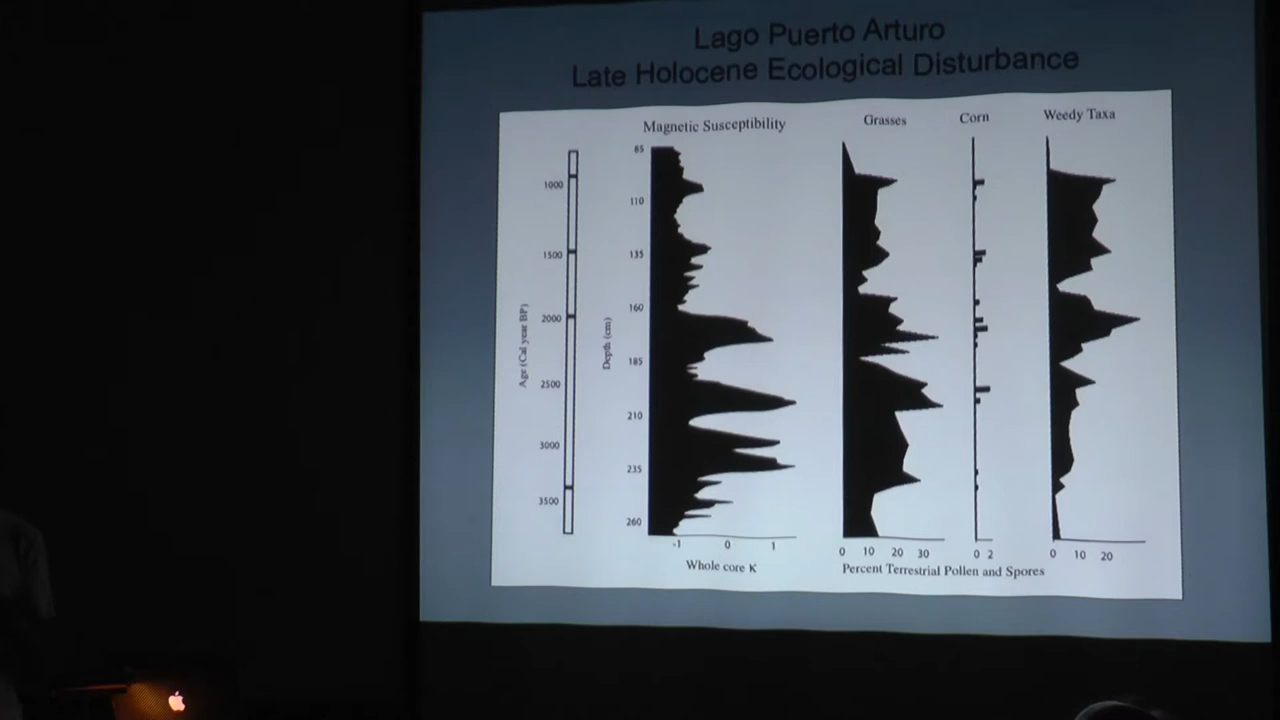 Lago Puerto Arturo
Late Holocene Ecological Disturbance
Magnetic Susceptibility
Grasses
Corn
Weedy Taxa
Age (Cal year BP)
1000
1500
2000
2500
3000
3500
Depth (cm)
85
110
135
160
185
210
235
260
-1 0 1
Whole core K
0 10 20 30
0 2
0 10 20
Percent Terrestrial Pollen and Spores